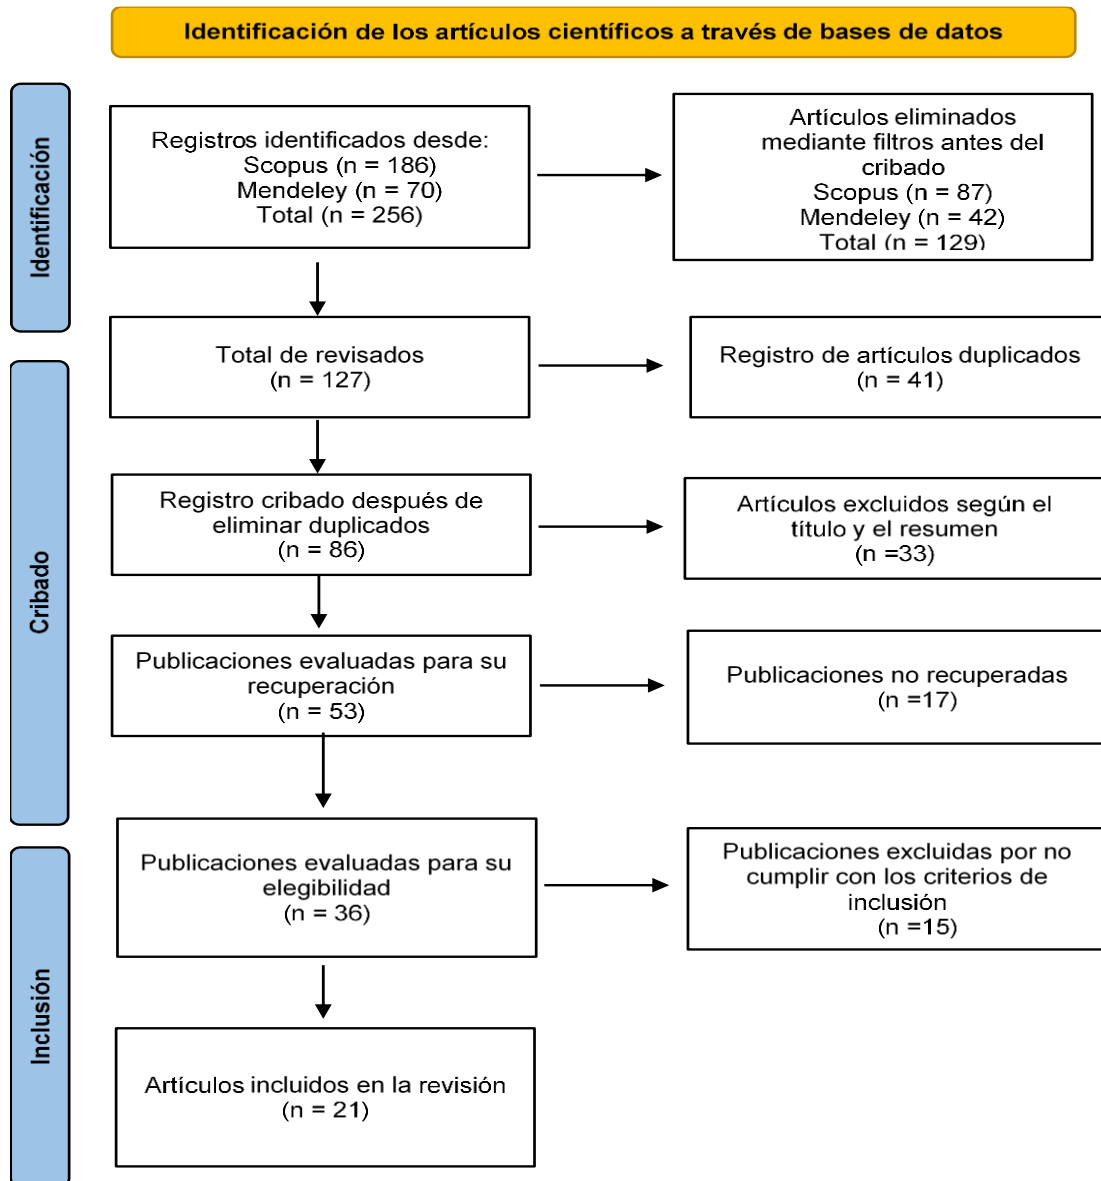 Identificación de los artículos científicos a través de bases de datos
Identificación
Registros identificados desde:
Scopus (n = 186)
Mendeley (n = 70)
Total (n = 256)
Artículos eliminados
mediante filtros antes del
cribado
Scopus (n = 87)
Mendeley (n = 42)
Total (n = 129)
Cribado
Total de revisados
(n = 127)
Registro de artículos duplicados
(n = 41)
Registro cribado después de
eliminar duplicados
(n = 86)
Artículos excluidos según el
título y el resumen
(n =33)
Publicaciones evaluadas para su
recuperación
(n = 53)
Publicaciones no recuperadas
(n =17)
Inclusión
Publicaciones evaluadas para su
elegibilidad
(n = 36)
Publicaciones excluidas por no
cumplir con los criterios de
inclusión
(n =15)
Artículos incluidos en la revisión
(n = 21)